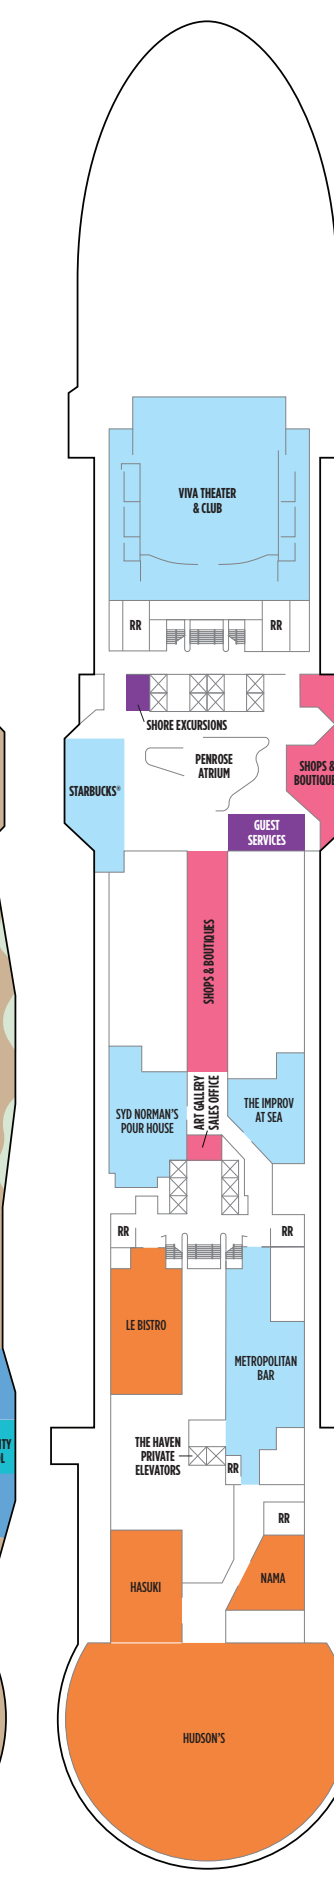 VIVA THEATER
& CLUB
RR
RR
SHORE EXCURSIONS
PENROSE
ATRIUM
SHOPS &
BOUTIQUE
STARBUCKS®
GUEST
SERVICES
SHOPS & BOUTIQUES
ART GALLERY
SALES OFFICE
SYD NORMAN'S
POUR HOUSE
THE IMPROV
AT SEA
RR
RR
LE BISTRO
METROPOLITAN
BAR
THE HAVEN
PRIVATE
ELEVATORS
RR
ITY
L
RR
HASUKI
NAMA
HUDSON'S